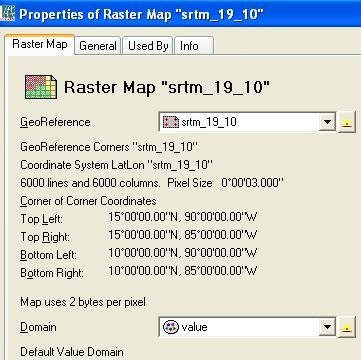 Properties of Raster Map "srtm_19_10"
Raster Map General Used By Info
Raster Map "srtm_19_10"
GeoReference srtm_19_10
GeoReference Corners "srtm_19_10"
Coordinate System LatLon "srtm_19_10"
6000 lines and 6000 columns. Pixel Size 0°00'03.000"
Corner of Corner Coordinates
Top Left: 15°00'00.00"N, 90°00'00.00"W
Top Right: 15°00'00.00"N, 85°00'00.00"W
Bottom Left: 10°00'00.00"N, 90°00'00.00"W
Bottom Right: 10°00'00.00"N, 85°00'00.00"W
Map uses 2 bytes per pixel
Domain value
Default Value Domain